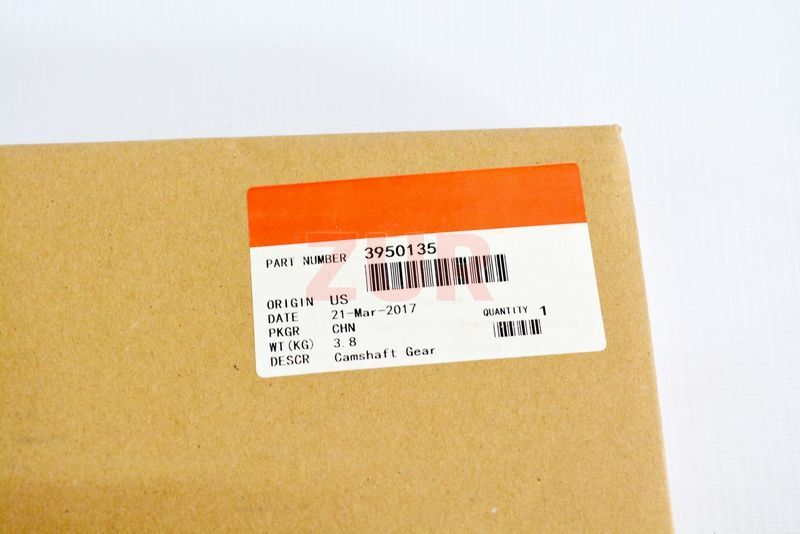 ZUR
PART NUMBER 3950135
ORIGIN US
DATE 21-Mar-2017
QUANTITY 1
PKGR CHN
WT(KG) 3.8
DESCR Camshaft Gear